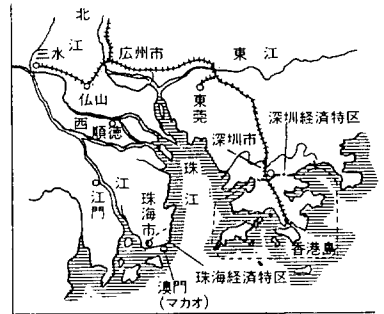 北江
三水
広州市
東江
仏山
東莞
西江
順徳
深圳経済特区
深圳市
珠江
江門
珠海市
香港島
珠海経済特区
澳門
(マカオ)